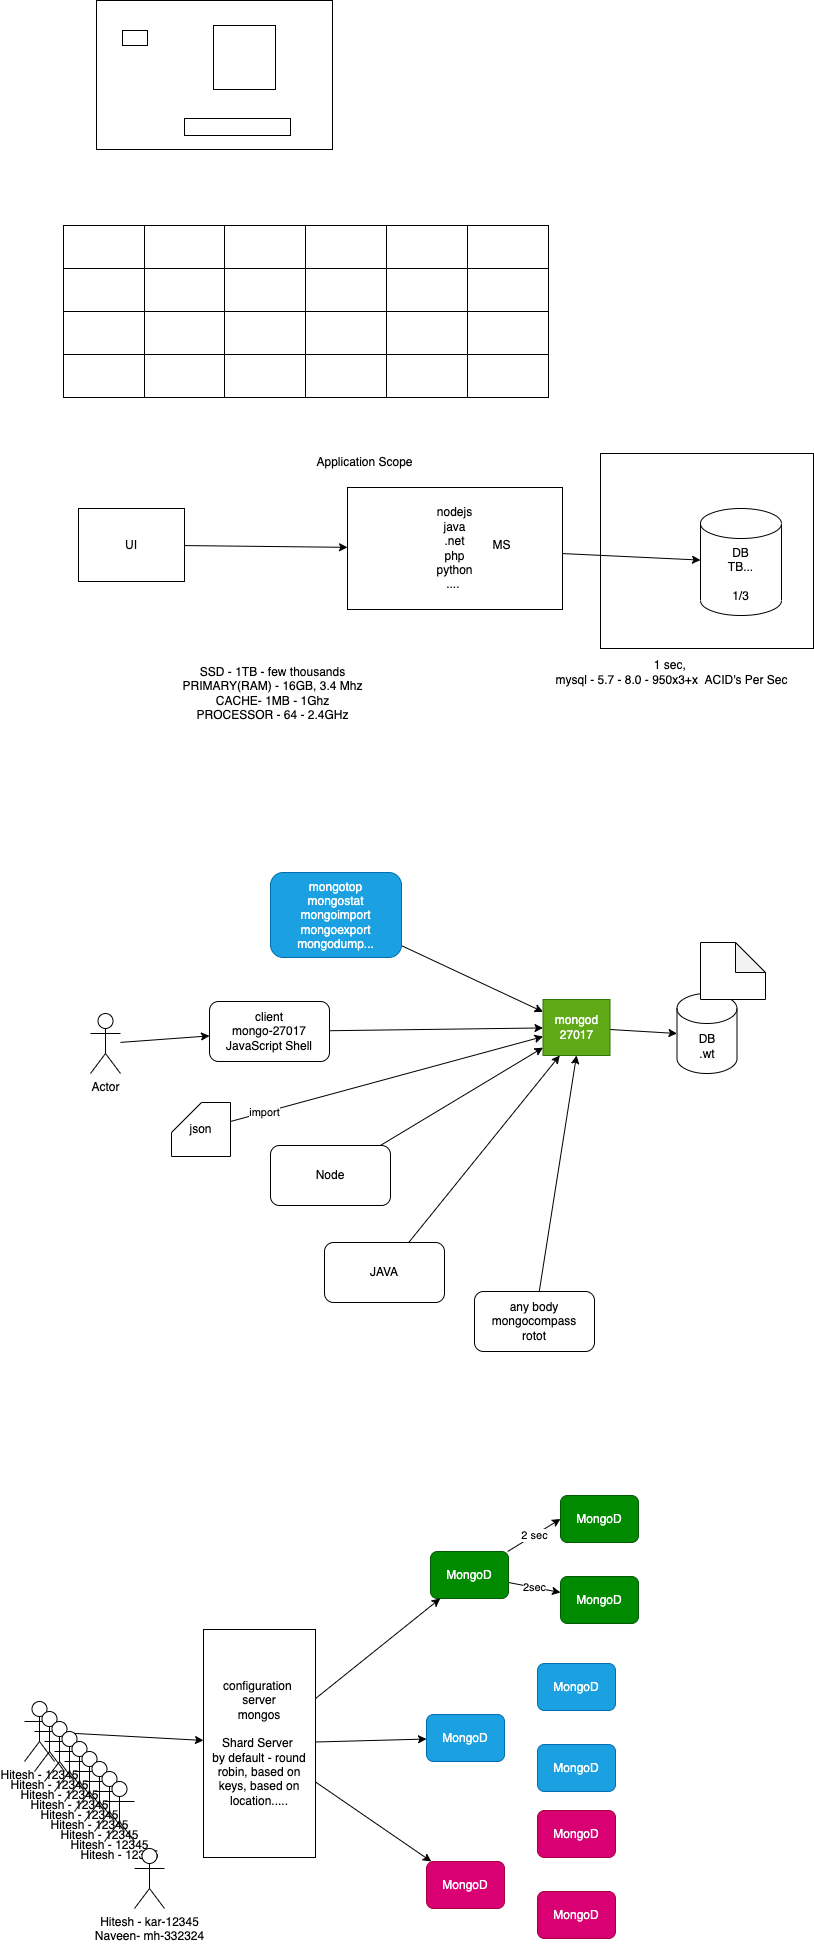 Application Scope
UI
nodejs
java
.net
php
python
....
MS
DB
TB...
1/3
SSD - 1TB - few thousands
PRIMARY(RAM) - 16GB, 3.4 Mhz
CACHE- 1MB - 1Ghz
PROCESSOR - 64 - 2.4GHz
1 sec,
mysql - 5.7 - 8.0 - 950x3+x  ACID's Per Sec
mongotop
mongostat
mongoimport
mongoexport
mongodump...
client
mongo-27017
JavaScript Shell
mongod
27017
DB
.wt
Actor
import
json
Node
JAVA
any body
mongocompass
rotot
MongoD
2 sec
MongoD
2sec
MongoD
configuration
server
mongos
Shard Server
by default - round
robin, based on
keys, based on
location.....
MongoD
MongoD
MongoD
MongoD
MongoD
MongoD
Hitesh - 12345
Hitesh - 12345
Hitesh - 12345
Hitesh - 12345
Hitesh - 12345
Hitesh - 12345
Hitesh - 12345
Hitesh - 12345
Hitesh -
Hitesh - kar-12345
Naveen- mh-332324